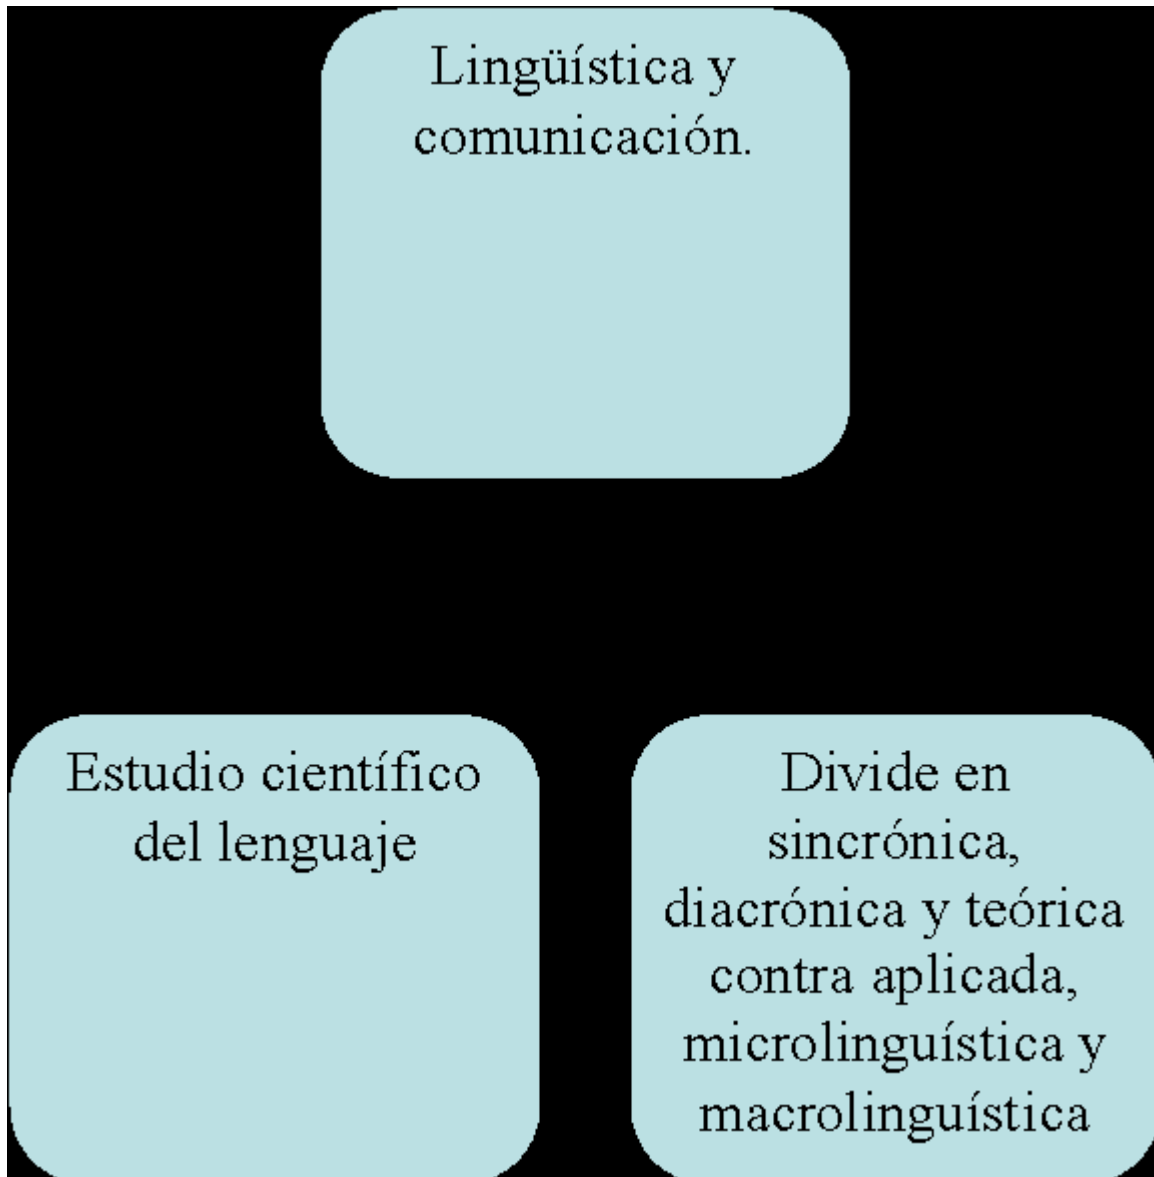 Lingüística y
comunicación.
Estudio científico
del lenguaje
Divide en
sincrónica,
diacrónica y teórica
contra aplicada,
microlinguística y
macrolinguística